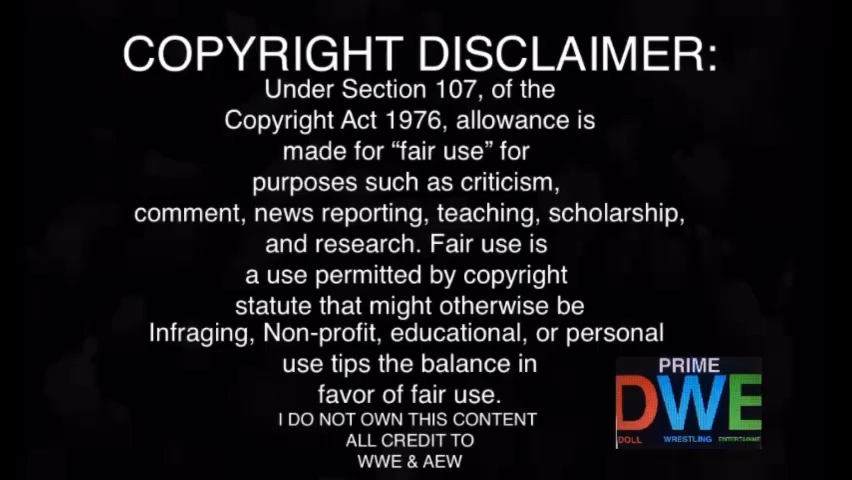 COPYRIGHT DISCLAIMER:
Under Section 107, of the
Copyright Act 1976, allowance is
made for “fair use” for
purposes such as criticism,
comment, news reporting, teaching, scholarship,
and research. Fair use is
a use permitted by copyright
statute that might otherwise be
Infraging, Non-profit, educational, or personal
use tips the balance in
favor of fair use.
I DO NOT OWN THIS CONTENT
ALL CREDIT TO
WWE & AEW
PRIME
DWE
DOLL WRESTLING